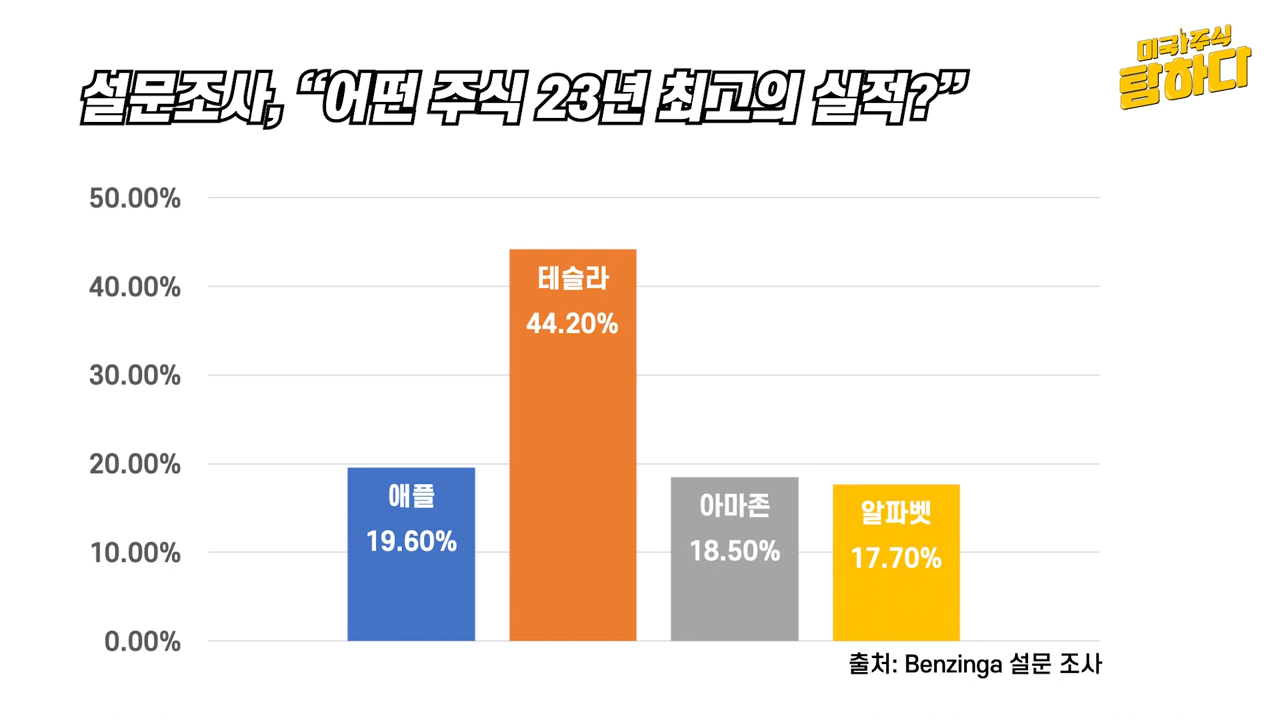 설문조사, “어떤 주식 23년 최고의 실적?”
미국주식
탐하다
50.00%
40.00%
30.00%
20.00%
10.00%
0.00%
애플
19.60%
테슬라
44.20%
아마존
18.50%
알파벳
17.70%
출처: Benzinga 설문 조사